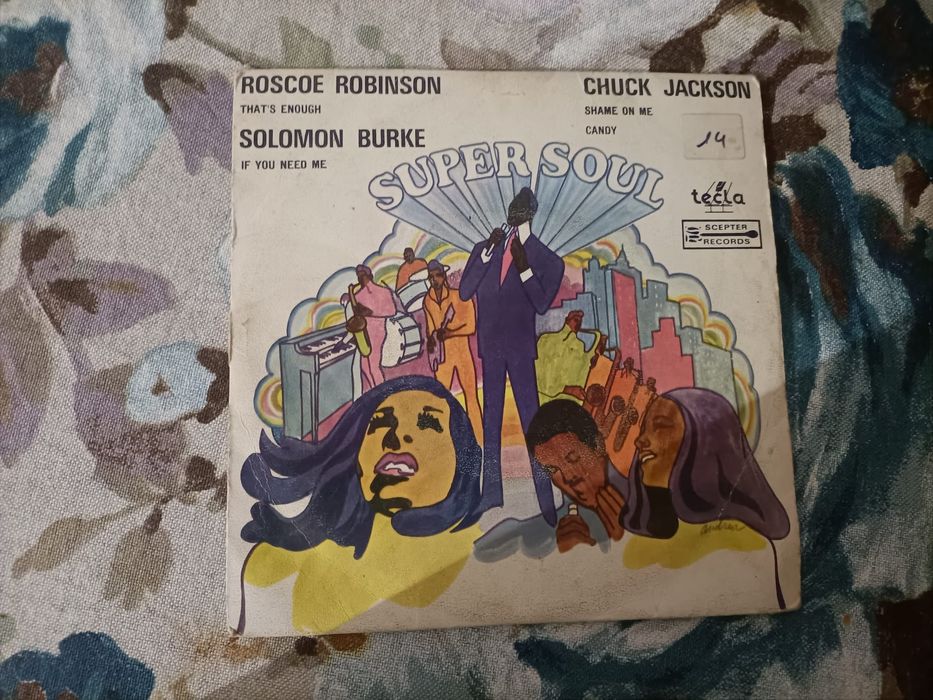 ROSCOE ROBINSON
THAT'S ENOUGH
SOLOMON BURKE
IF YOU NEED ME
CHUCK JACKSON
SHAME ON ME
CANDY
14
SUPER SOUL
tecla
SCEPTER
RECORDS
andrea